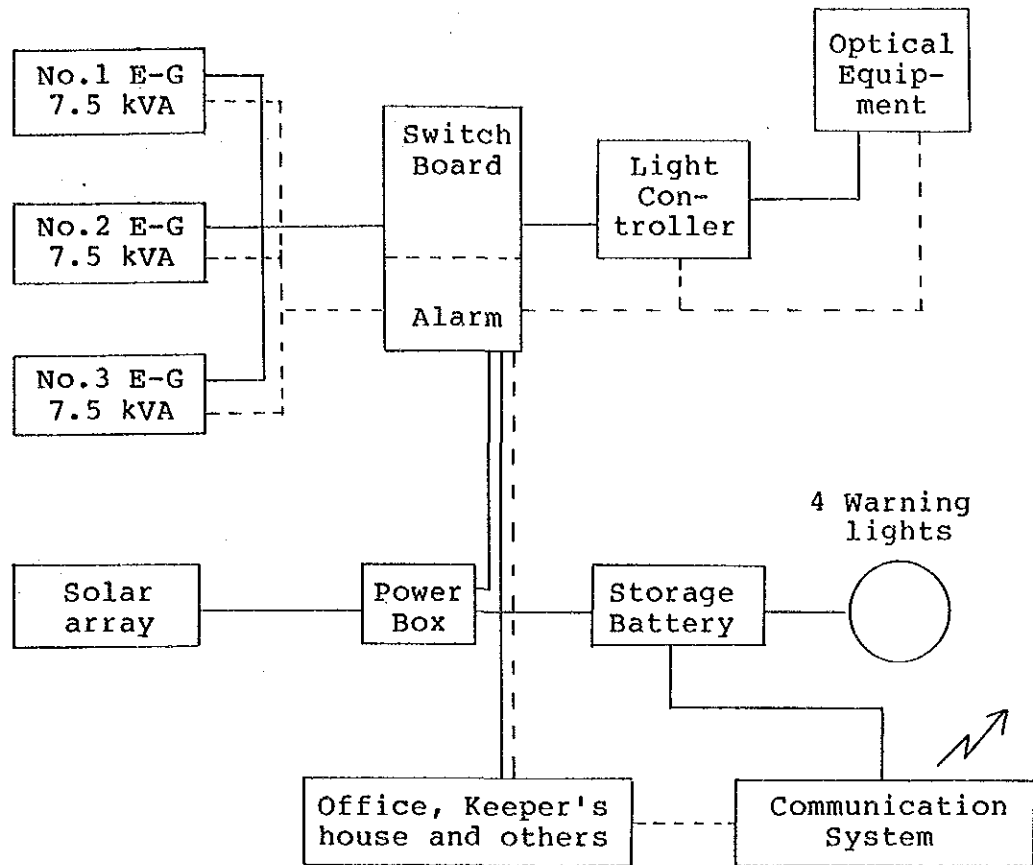 No.1 E-G
7.5 kVA
Switch
Board
Alarm
Light
Con-
troller
Optical
Equip-
ment
No.2 E-G
7.5 kVA
No.3 E-G
7.5 kVA
4 Warning
lights
Solar
array
Power
Box
Storage
Battery
Office, Keeper's
house and others
Communication
System